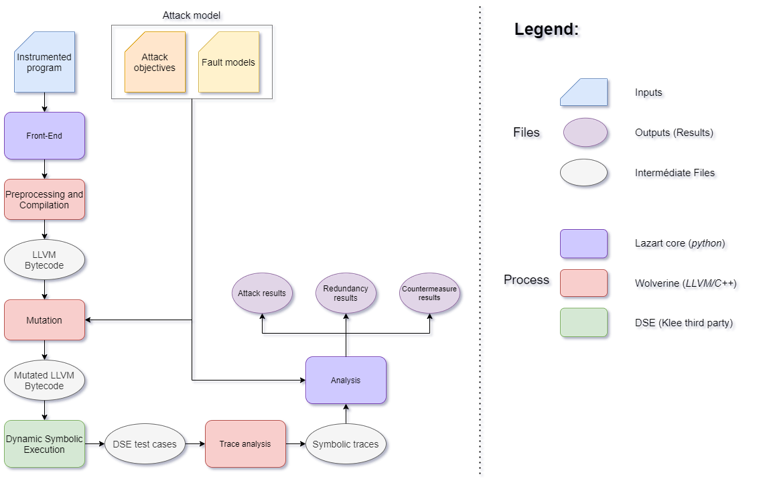 Attack model
Instrumented
program
Attack
objectives
Fault models
Front-End
Preprocessing and
Compilation
LLVM
Bytecode
Mutation
Mutated LLVM
Bytecode
Dynamic Symbolic
Execution
DSE test cases
Trace analysis
Symbolic traces
Analysis
Attack results
Redundancy
results
Countermeasure
results
Legend:
Files
Inputs
Outputs (Results)
Intermédiate Files
Process
Lazart core (python)
Wolverine (LLVM/C++)
DSE (Klee third party)